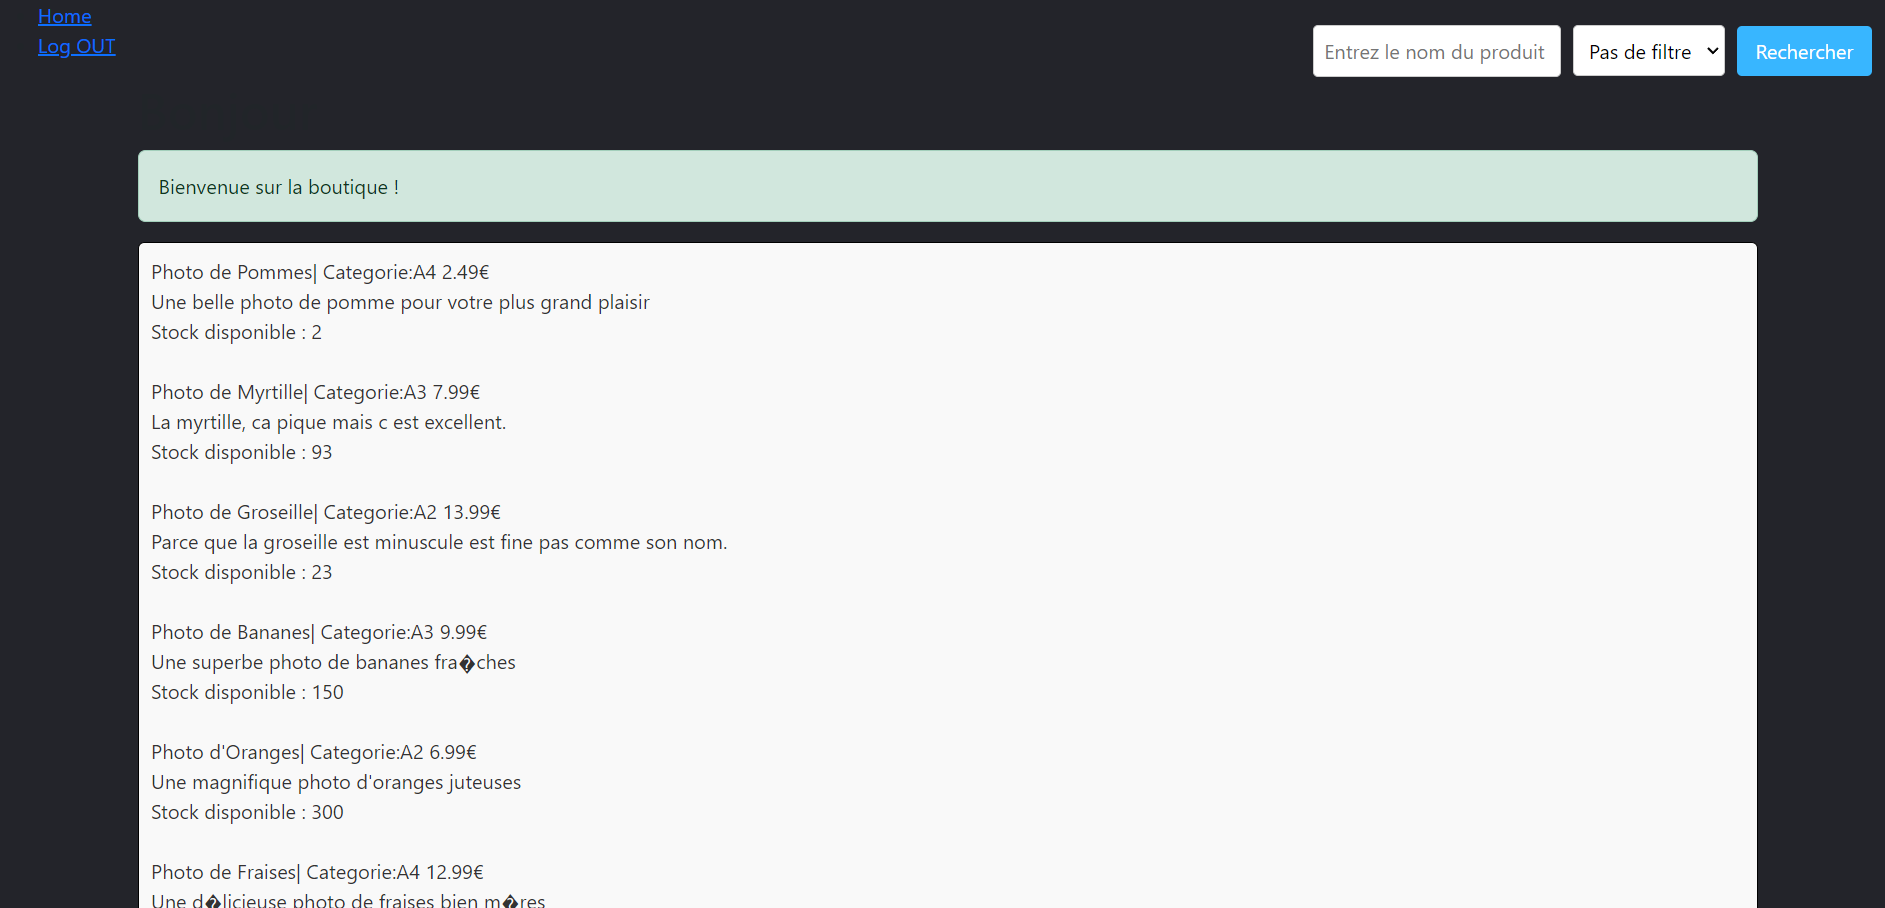 Home
Log OUT
Entrez le nom du produit
Pas de filtre
Rechercher
Bienvenue sur la boutique !
Photo de Pommes| Categorie:A4 2.49€
Une belle photo de pomme pour votre plus grand plaisir
Stock disponible : 2
Photo de Myrtille| Categorie:A3 7.99€
La myrtille, ca pique mais c est excellent.
Stock disponible : 93
Photo de Groseille| Categorie:A2 13.99€
Parce que la groseille est minuscule est fine pas comme son nom.
Stock disponible : 23
Photo de Bananes| Categorie:A3 9.99€
Une superbe photo de bananes fra�ches
Stock disponible : 150
Photo d'Oranges| Categorie:A2 6.99€
Une magnifique photo d'oranges juteuses
Stock disponible : 300
Photo de Fraises| Categorie:A4 12.99€
Une d�licieuse photo de fraises bien m�res